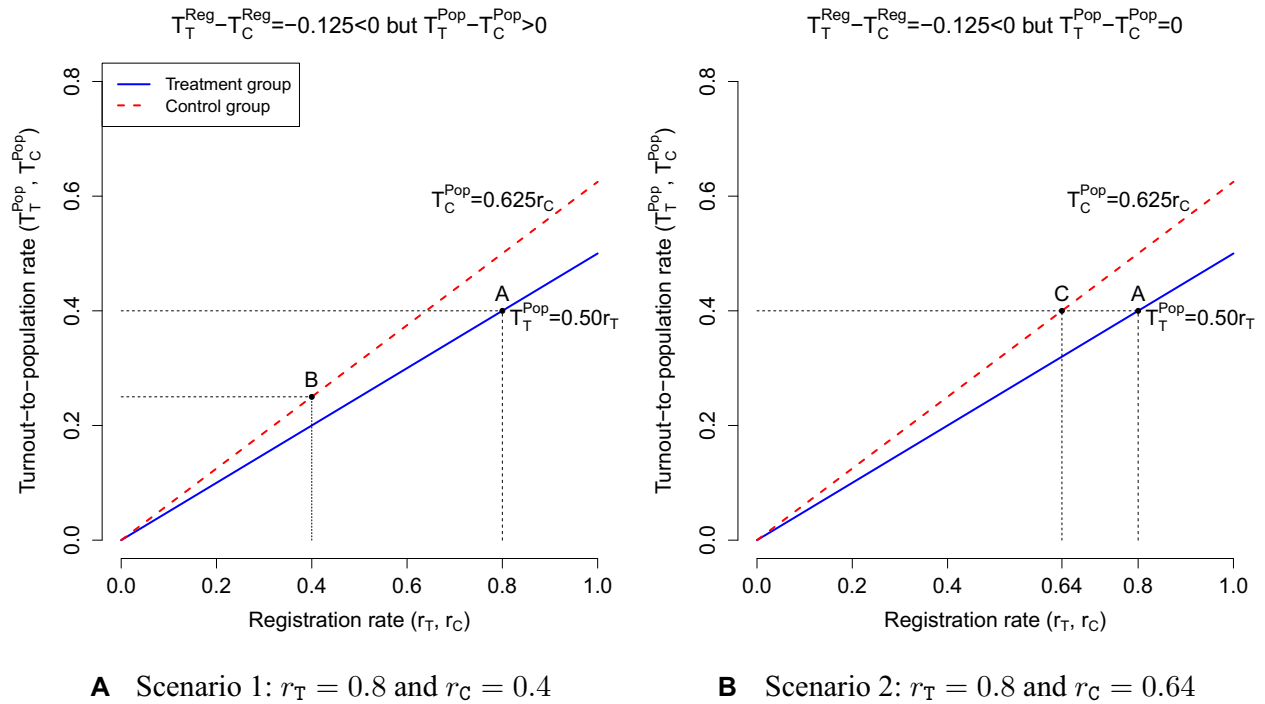 T_T^Reg−T_C^Reg=−0.125<0 but T_T^Pop−T_C^Pop>0
Treatment group
Control group
Turnout−to−population rate (T_T^Pop, T_C^Pop)
0.8
0.6
0.4
0.2
0.0
T_C^Pop=0.625r_C
A
T_T^Pop=0.50r_T
B
0.0 0.2 0.4 0.6 0.8 1.0
Registration rate (r_T, r_C)
A Scenario 1: r_T = 0.8 and r_C = 0.4
T_T^Reg−T_C^Reg=−0.125<0 but T_T^Pop−T_C^Pop=0
Turnout−to−population rate (T_T^Pop, T_C^Pop)
0.8
0.6
0.4
0.2
0.0
T_C^Pop=0.625r_C
C A
T_T^Pop=0.50r_T
0.0 0.2 0.4 0.64 0.8 1.0
Registration rate (r_T, r_C)
B Scenario 2: r_T = 0.8 and r_C = 0.64